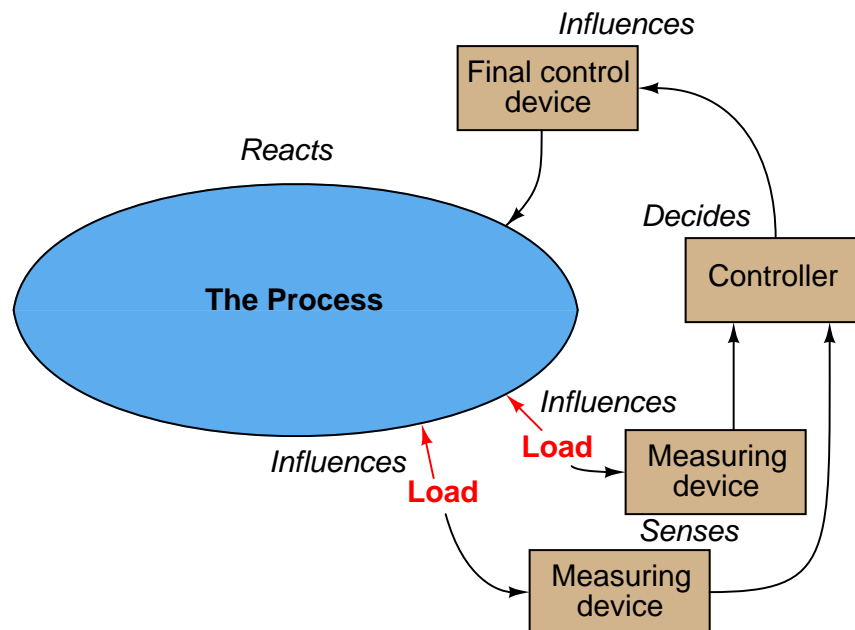 Influences
Final control
device
Reacts
Decides
Controller
The Process
Influences
Load
Measuring
device
Influences
Load
Senses
Measuring
device